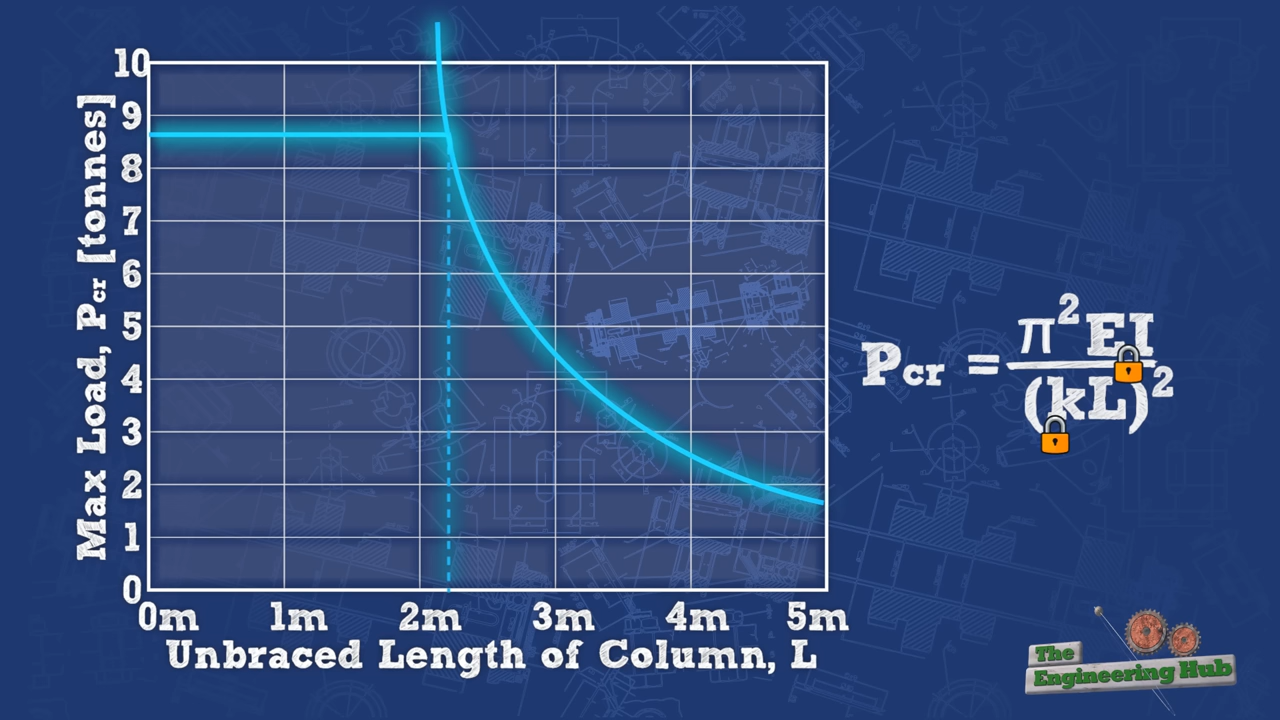 10
9
8
7
6
5
4
3
2
1
0
Max Load, Pcr [tonnes]
0m 1m 2m 3m 4m 5m
Unbraced Length of Column, L
Pcr = π²EI
(kL)²
The
Engineering Hub